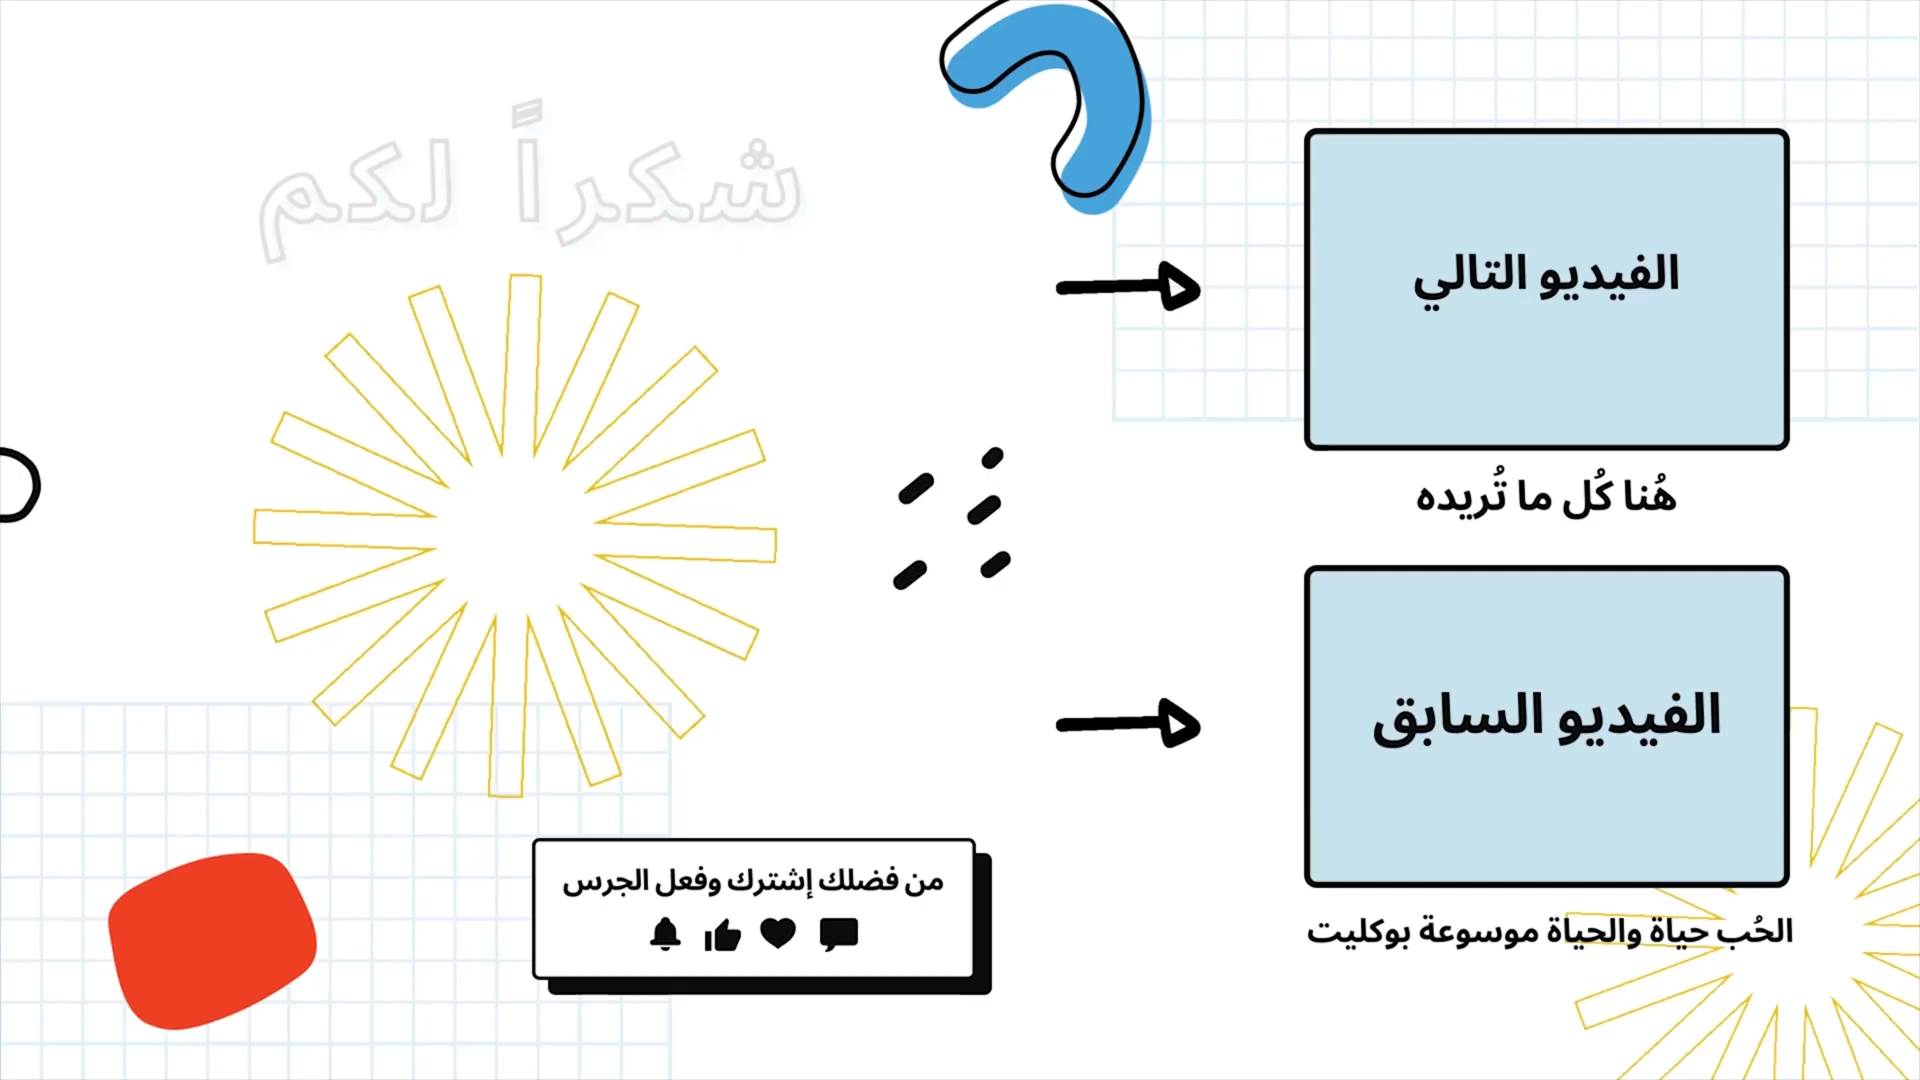 شكراً لكم
الفيديو التالي
هُنا كُل ما تُريده
الفيديو السابق
الحُب حياة والحياة موسوعة بوكليت
من فضلك إشترك وفعل الجرس